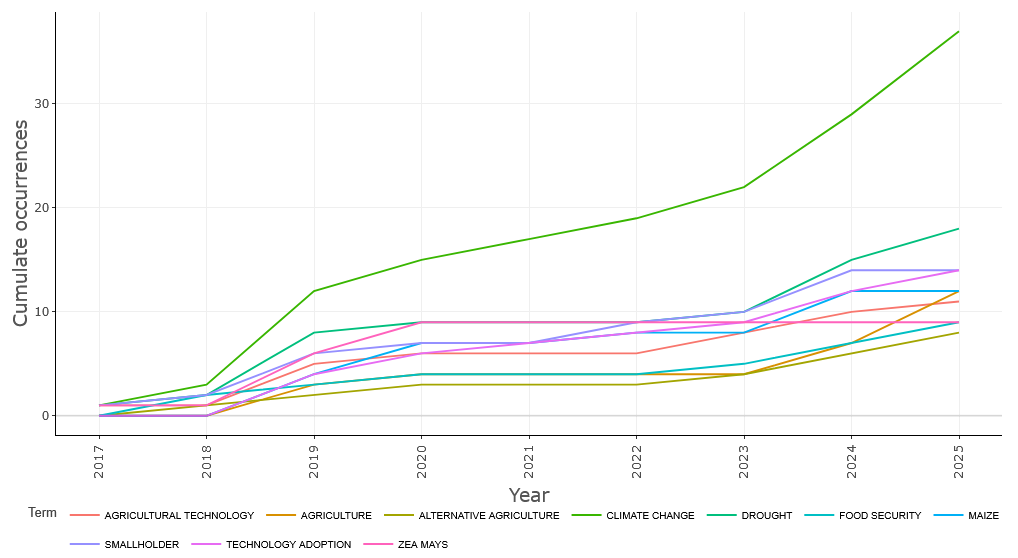 Cumulate occurrences
30
20
10
0
2017 2018 2019 2020 2021 2022 2023 2024 2025
Year
Term AGRICULTURAL TECHNOLOGY AGRICULTURE ALTERNATIVE AGRICULTURE CLIMATE CHANGE DROUGHT FOOD SECURITY MAIZE
SMALLHOLDER TECHNOLOGY ADOPTION ZEA MAYS